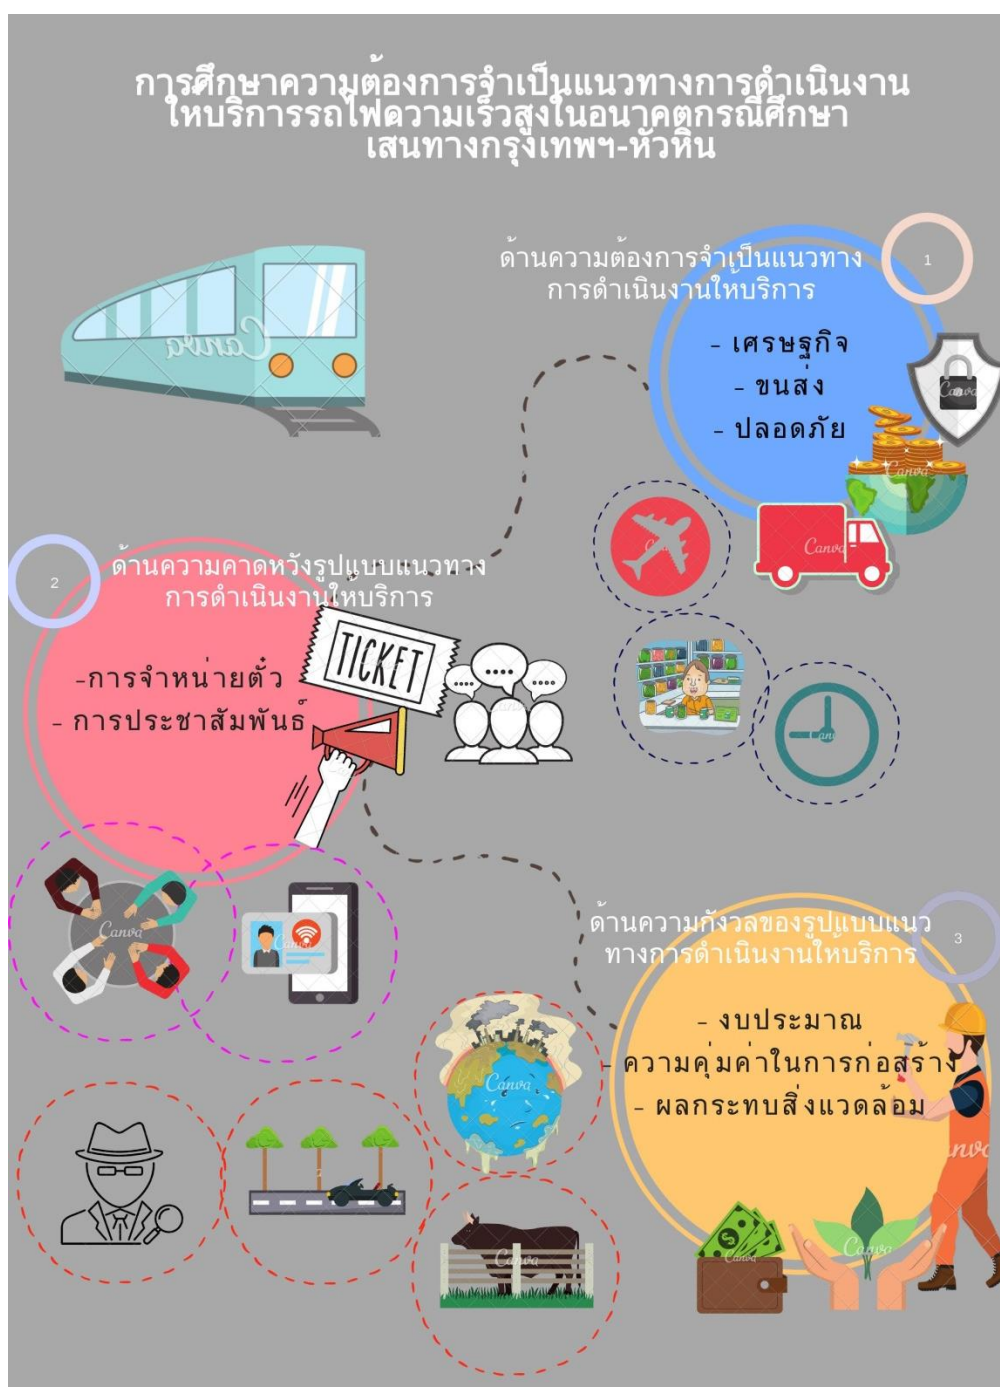 การศึกษาความต้องการจำเป็นแนวทางการดำเนินงาน
ให้บริการรถไฟความเร็วสูงในอนาคตกรณีศึกษา
เส้นทางกรุงเทพฯ-หัวหิน
Canva
ด้านความต้องการจำเป็นแนวทาง
การดำเนินงานให้บริการ
1
- เศรษฐกิจ
- ขนส่ง
- ปลอดภัย
Canva
Canva
Canva
2
ด้านความคาดหวังรูปแบบแนวทาง
การดำเนินงานให้บริการ
TICKET
-การจำหน่ายตั๋ว
- การประชาสัมพันธ์
Canva
Canva
ด้านความกังวลของรูปแบบแนว
ทางการดำเนินงานให้บริการ
3
- งบประมาณ
- ความคุ่มค่าในการก่อสร้าง
- ผลกระทบสิ่งแวดล้อม
Canva
Canva
Canva
Canva